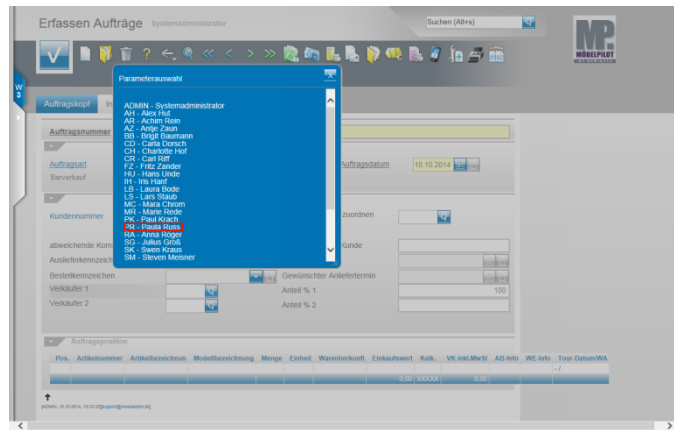 Erfassen Aufträge Systemadministrator
Suchen (Alt+s)
MP
MÖBELPILOT
W
3
Parameterauswahl
Auftragskopf
ADMIN - Systemadministrator
AH - Alex Hut
AR - Achim Rein
AZ - Antje Zaun
BB - Brigit Baumann
CD - Carla Dorsch
CH - Charlotte Hof
CR - Carl Riff
FZ - Fritz Zander
HU - Hans Unde
IH - Iris Hanf
LB - Laura Bode
LS - Lars Staub
MC - Mara Chrom
MR - Marie Rede
PK - Paul Krach
PR - Paula Russ
RA - Anna Röger
SG - Julius Groß
SK - Swen Kraus
SM - Steven Meisner
Auftragsnummer
Auftragsart
Auftragsdatum 10.10.2014
Barverkauf
Kundennummer
zuordnen
abweichende Kom
Kunde
Auslieferkennzeich
Bestellkennzeichen
Gewünschter Anliefertermin
Verkäufer 1
Anteil % 1
100
Verkäufer 2
Anteil % 2
Auftragsposition
Pos. Artikelnummer Artikelbezeichnun Modellbezeichnung Menge Einheit Warenherkunft Einkaufswert Kalk. VK inkl.MwSt AB-Info WE-Info Tour-Datum/WA
- /
0,00 XXXXX 0,00